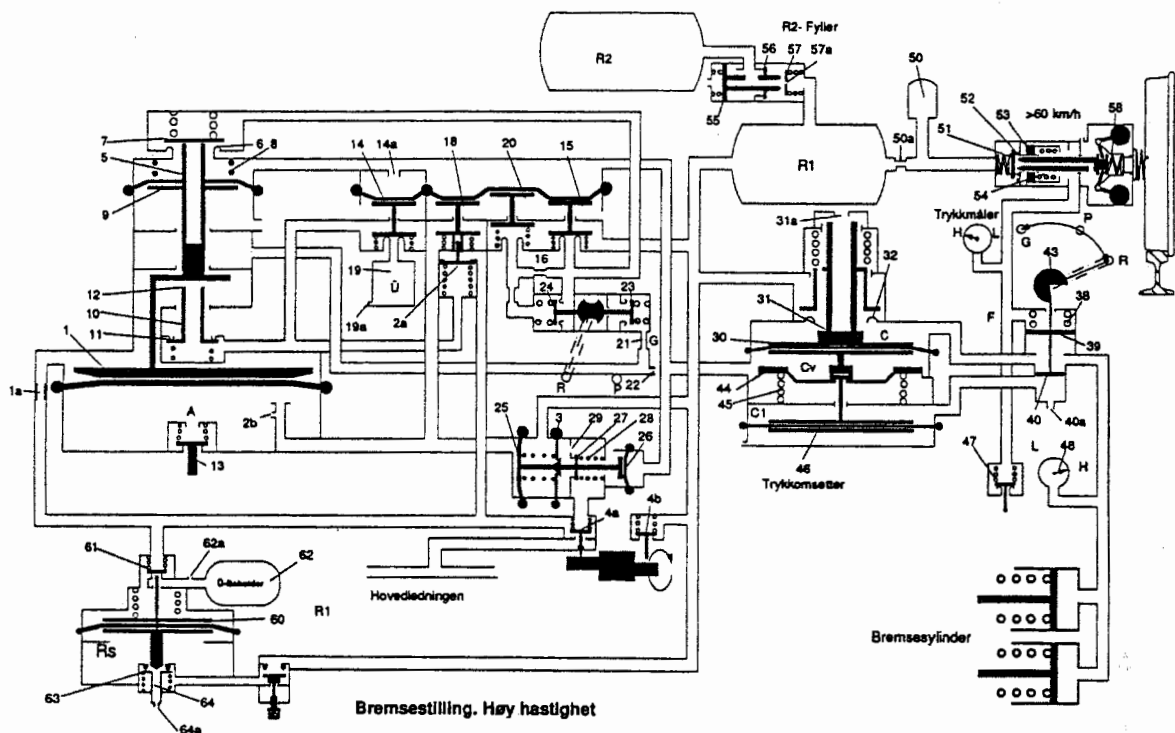 R2- Fyller
56 57 57a
R2
55
50
58
>60 km/h
53
52
51
54
50a
R1
7
5
6 8
9
14 14a 18 20 15
16
19 Ü
19a
2a
12
10
11
1
1a
24 23
21
G
22
R P
31a
32
31
30
C
44
Cv
45
C1
46
Trykkomsetter
Trykkmåler
H L
G P R
43
38
39
F
40
40a
47
L
48
H
A
2b
13
25 3 29 27 28 26
4a 4b
61
62a
62
Ü-Beholder
R1
60
Rs
63 64
64a
Hovedledningen
Bremsesylinder
Bremsestilling. Høy hastighet